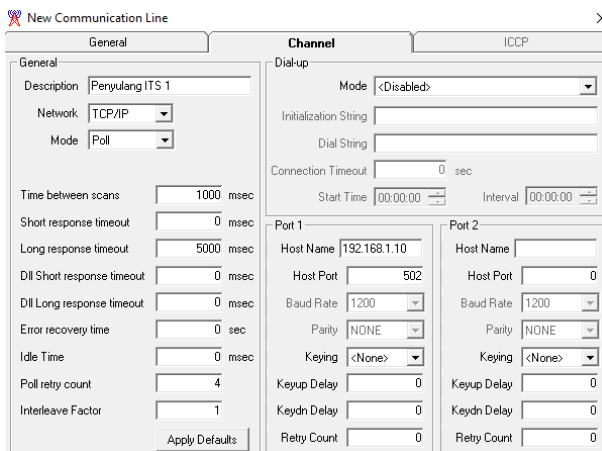 New Communication Line
General Channel ICCP
General
Description Penyulang ITS 1
Network TCP/IP
Mode Poll
Time between scans 1000 msec
Short response timeout 0 msec
Long response timeout 5000 msec
Dll Short response timeout 0 msec
Dll Long response timeout 0 msec
Error recovery time 0 sec
Idle Time 0 msec
Poll retry count 4
Interleave Factor 1
Apply Defaults
Dial-up
Mode <Disabled>
Initialization String
Dial String
Connection Timeout 0 sec
Start Time 00:00:00 Interval 00:00:00
Port 1
Host Name 192.168.1.10
Host Port 502
Baud Rate 1200
Parity NONE
Keying <None>
Keyup Delay 0
Keydn Delay 0
Retry Count 0
Port 2
Host Name
Host Port 0
Baud Rate 1200
Parity NONE
Keying <None>
Keyup Delay 0
Keydn Delay 0
Retry Count 0